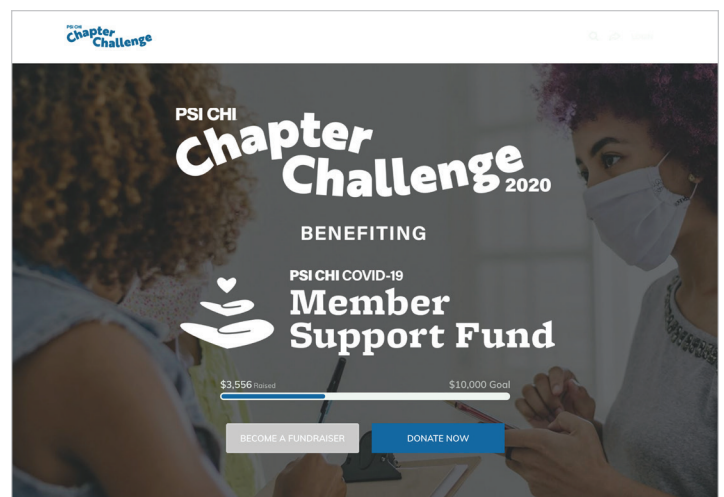 PSI CHI
Chapter
Challenge
PSI CHI
Chapter
Challenge 2020
BENEFITING
PSI CHI COVID-19
Member
Support Fund
$3,556 Raised $10,000 Goal
BECOME A FUNDRAISER DONATE NOW